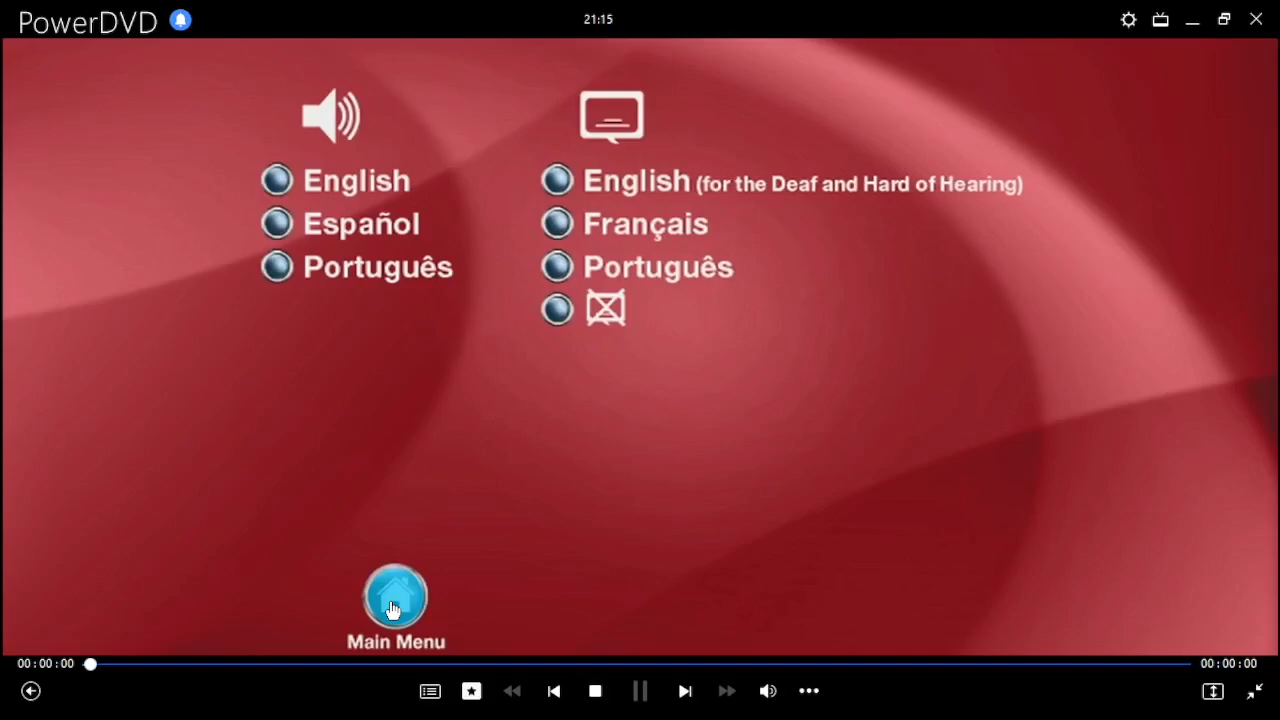 PowerDVD
21:15
English
Español
Português
English (for the Deaf and Hard of Hearing)
Français
Português
Main Menu
00:00:00
00:00:00